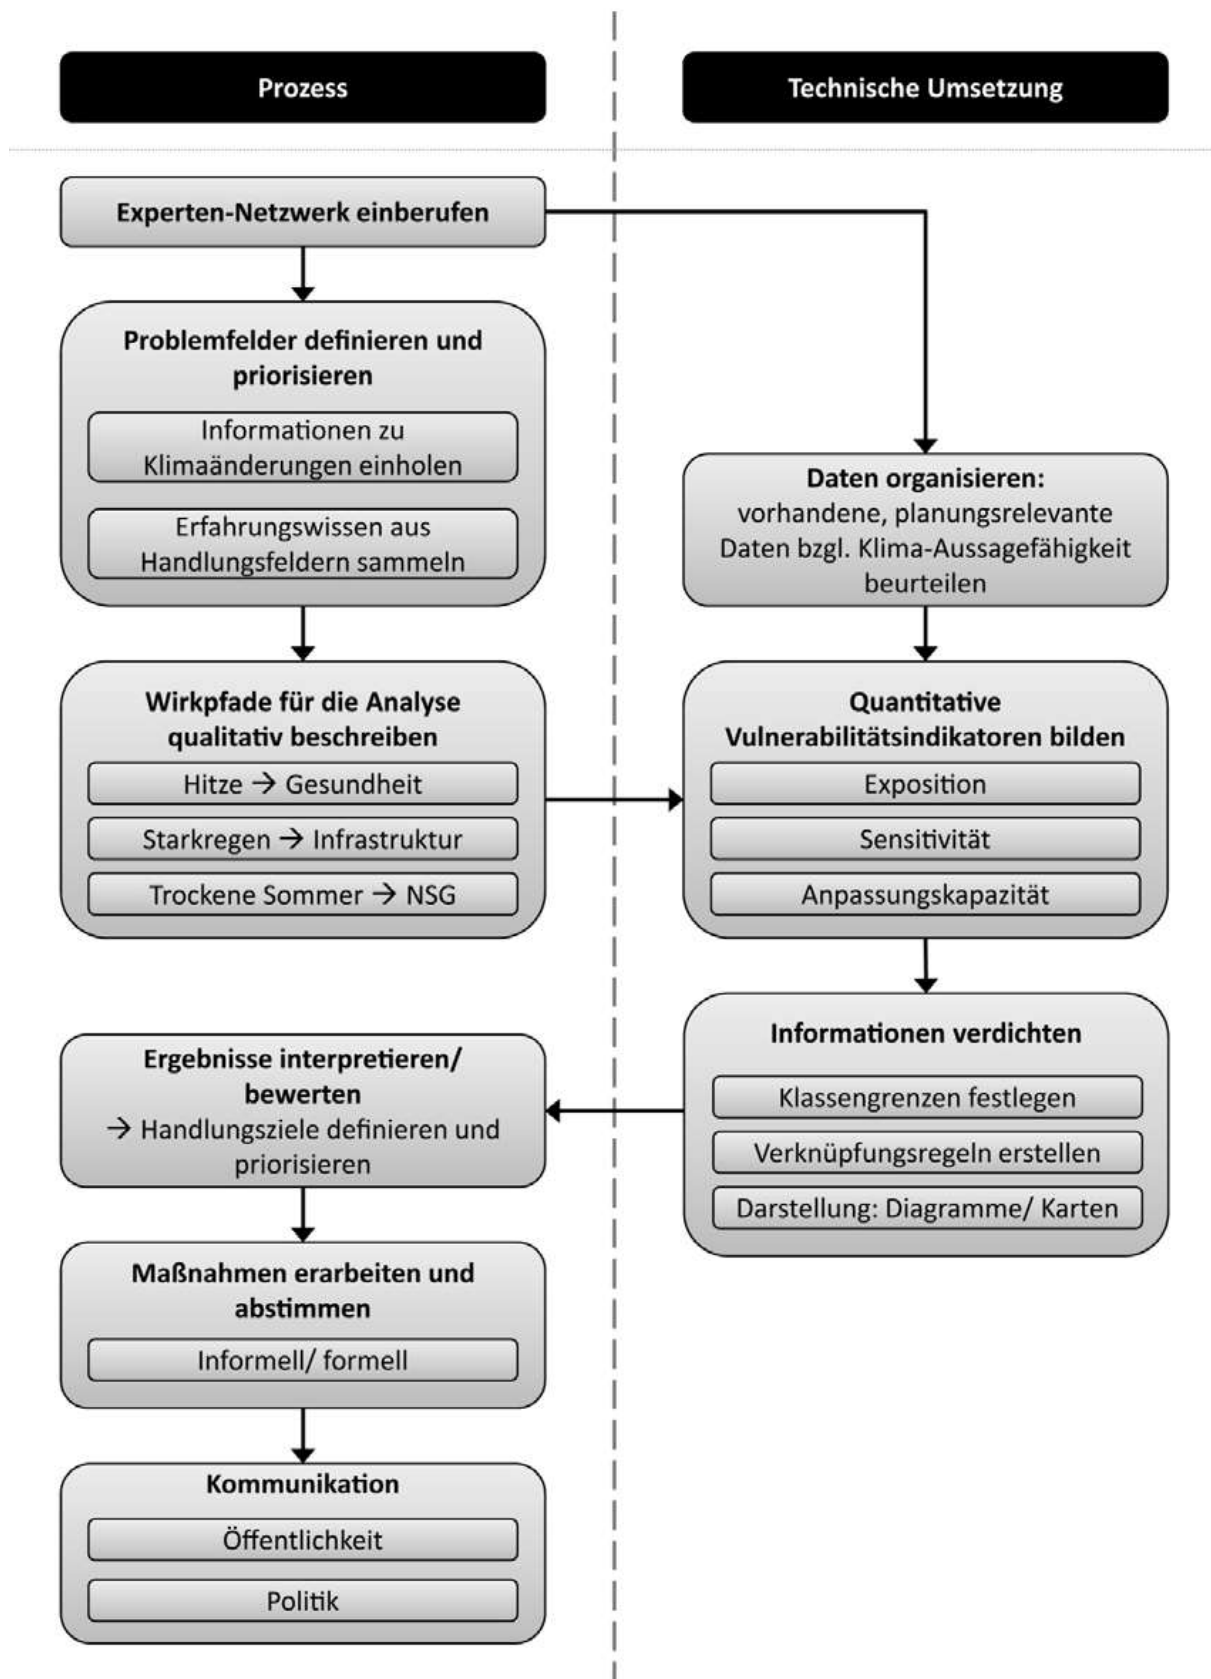 Prozess
Technische Umsetzung
Experten-Netzwerk einberufen
Problemfelder definieren und
priorisieren
Informationen zu
Klimaänderungen einholen
Erfahrungswissen aus
Handlungsfeldern sammeln
Daten organisieren:
vorhandene, planungsrelevante
Daten bzgl. Klima-Aussagefähigkeit
beurteilen
Wirkpfade für die Analyse
qualitativ beschreiben
Hitze → Gesundheit
Starkregen → Infrastruktur
Trockene Sommer → NSG
Quantitative
Vulnerabilitätsindikatoren bilden
Exposition
Sensitivität
Anpassungskapazität
Informationen verdichten
Klassengrenzen festlegen
Verknüpfungsregeln erstellen
Darstellung: Diagramme/ Karten
Ergebnisse interpretieren/
bewerten
→ Handlungsziele definieren und
priorisieren
Maßnahmen erarbeiten und
abstimmen
Informell/ formell
Kommunikation
Öffentlichkeit
Politik